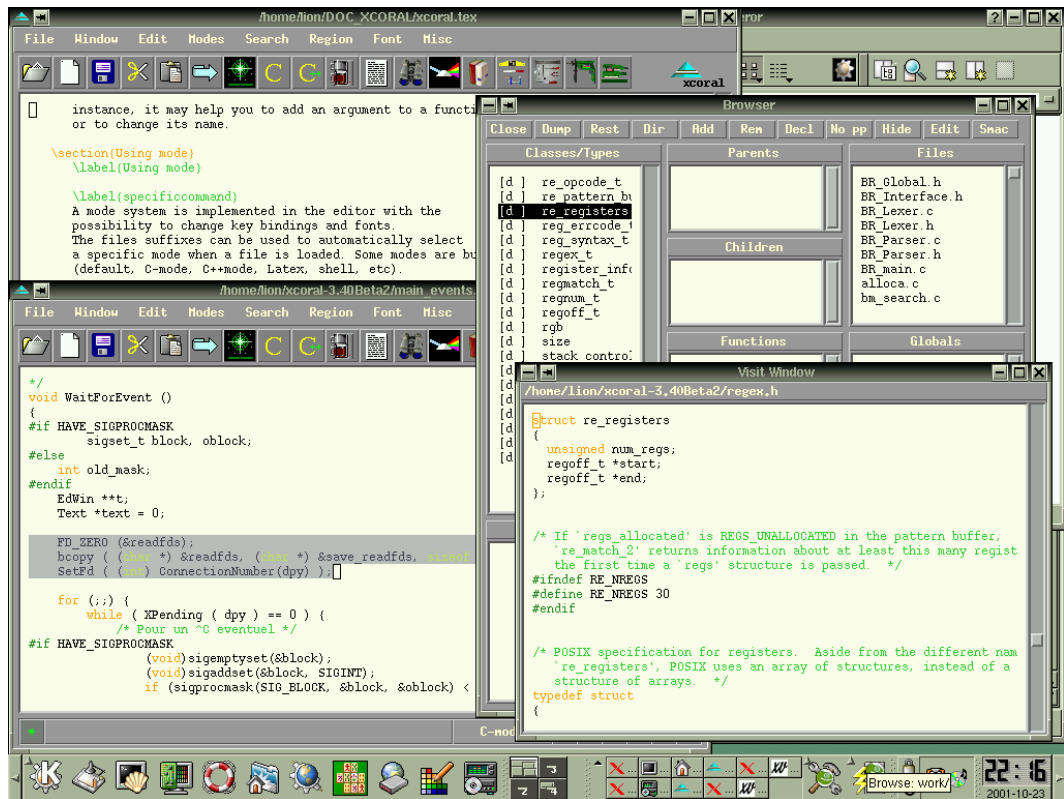 /home/lion/DOC_XCORAL/xcoral.tex
File Window Edit Modes Search Region Font Misc
xcoral
instance, it may help you to add an argument to a functi
or to change its name.
\section{Using mode}
\label{Using mode}
\label{specificcommand}
A mode system is implemented in the editor with the
possibility to change key bindings and fonts.
The files suffixes can be used to automatically select
a specific mode when a file is loaded. Some modes are bu
(default, C-mode, C++mode, Latex, shell, etc).
/home/lion/xcoral-3.40Beta2/main_events.
File Window Edit Modes Search Region Font Misc
*/
void WaitForEvent ()
{
#if HAVE_SIGPROCMASK
sigset_t block, oblock;
#else
int old_mask;
#endif
EdWin **t;
Text *text = 0;
FD_ZERO (&readfds);
bcopy ( (char *) &readfds, (char *) &save_readfds, sizeof
SetFd ( (int) ConnectionNumber(dpy) );
for (;;) {
while ( XPending ( dpy ) == 0 ) {
/* Pour un ^C eventuel */
#if HAVE_SIGPROCMASK
(void)sigemptyset(&block);
(void)sigaddset(&block, SIGINT);
if (sigprocmask(SIG_BLOCK, &block, &oblock) <
C-mod
Browser
Close Dump Rest Dir Add Rem Decl No pp Hide Edit Smac
Classes/Types
[d ] re_opcode_t
[d ] re_pattern_bu
[d ] re_registers
[d ] reg_errcode_t
[d ] reg_syntax_t
[d ] regex_t
[d ] register_info
[d ] regmatch_t
[d ] regnum_t
[d ] regoff_t
[d ] rgb
[d ] size
[d ] stack_control
[d
[d
[d
[d
[d
[d
[d
Parents
Children
Functions
Files
BR_Global.h
BR_Interface.h
BR_Lexer.c
BR_Lexer.h
BR_Parser.c
BR_Parser.h
BR_main.c
alloca.c
bm_search.c
Globals
Visit Window
/home/lion/xcoral-3.40Beta2/regex.h
struct re_registers
{
unsigned num_regs;
regoff_t *start;
regoff_t *end;
};
/* If `regs_allocated' is REGS_UNALLOCATED in the pattern buffer,
`re_match_2' returns information about at least this many regist
the first time a `regs' structure is passed. */
#ifndef RE_NREGS
#define RE_NREGS 30
#endif
/* POSIX specification for registers. Aside from the different nam
`re_registers', POSIX uses an array of structures, instead of a
structure of arrays. */
typedef struct
{
Browse: work/
22:16
2001-10-23